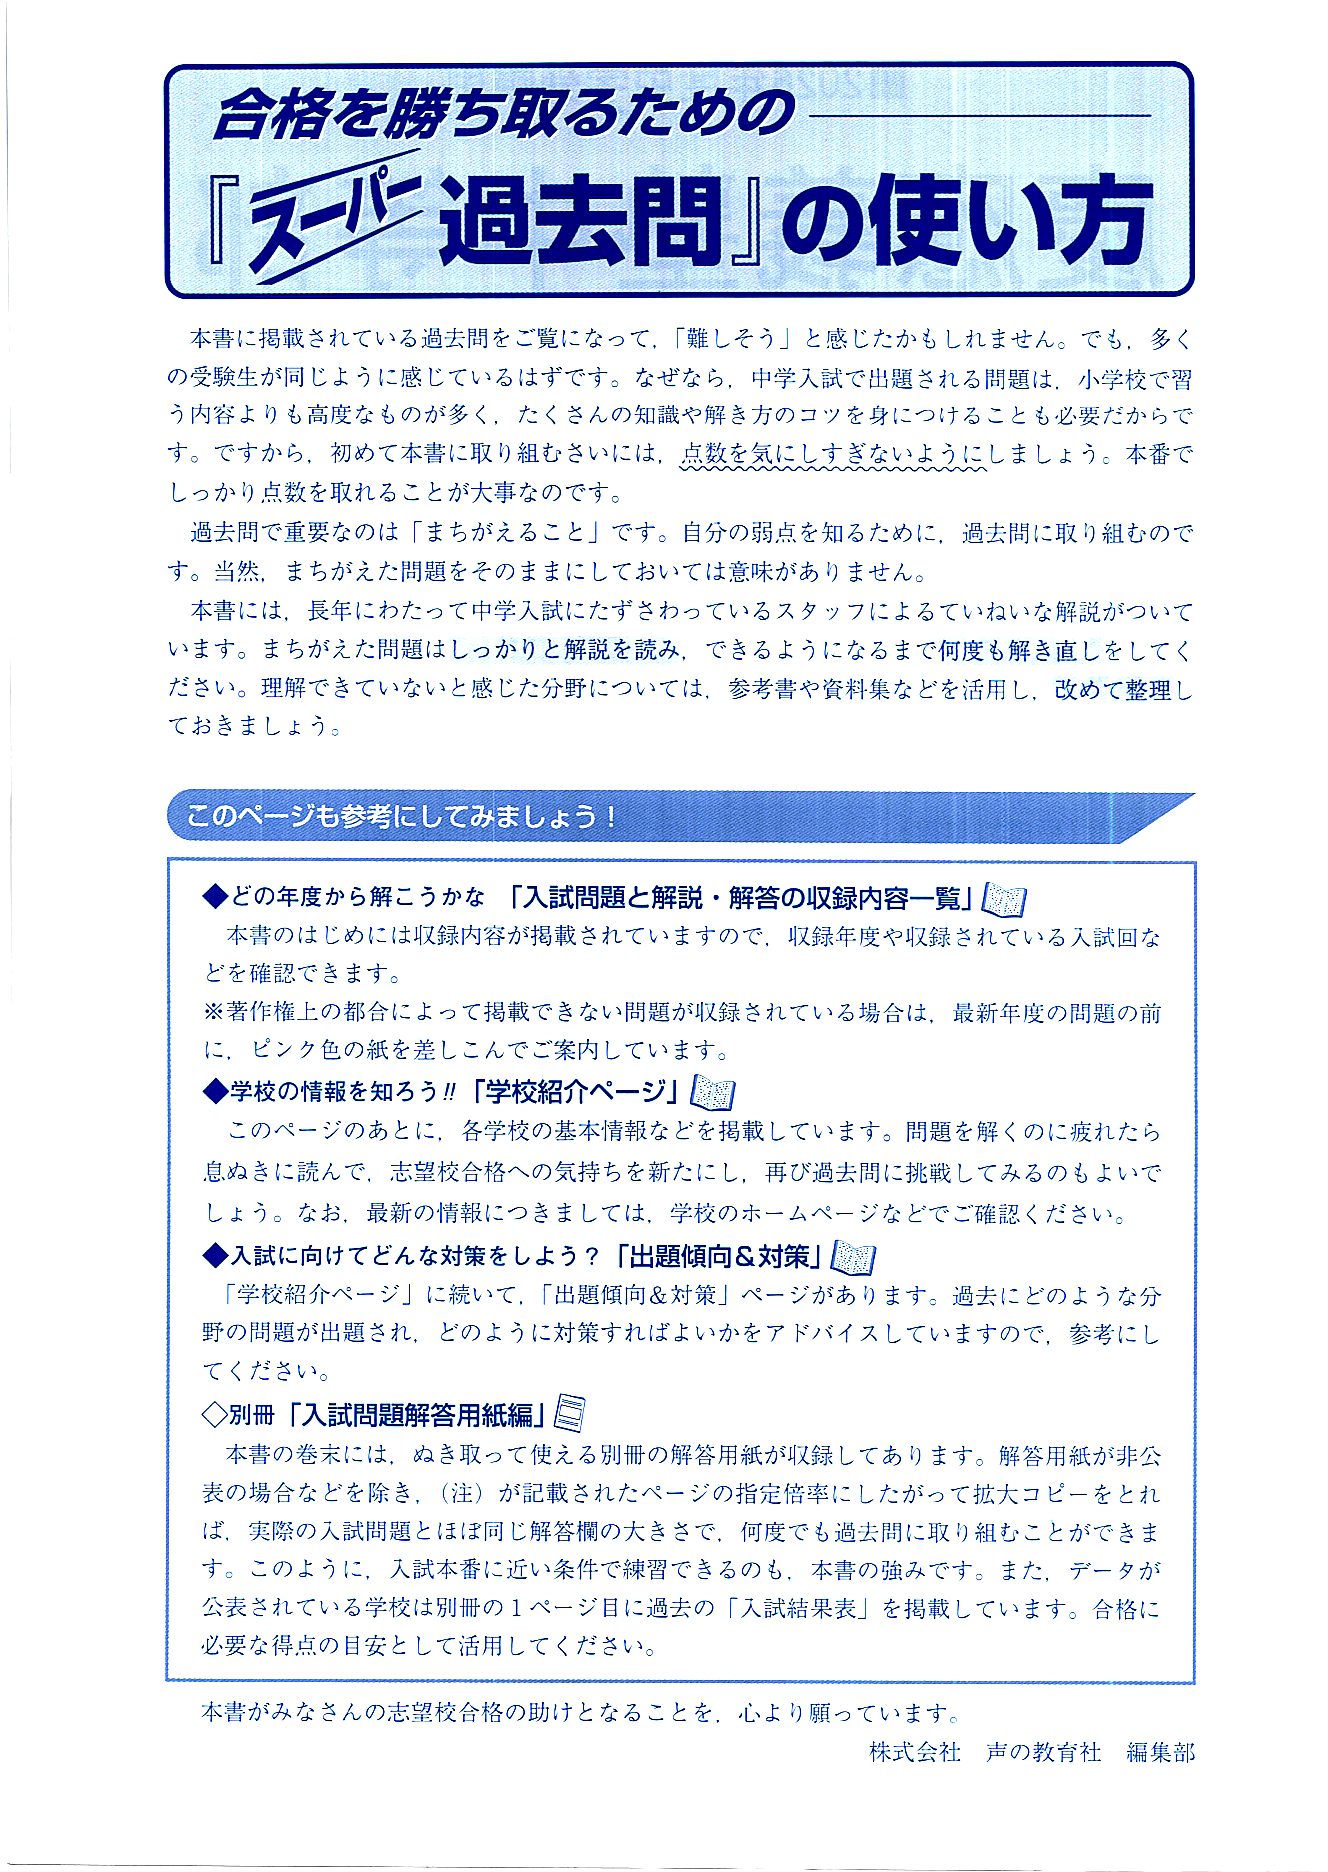 合格を勝ち取るための
『スーパー過去問』の使い方
本書に掲載されている過去問をご覧になって，「難しそう」と感じたかもしれません。でも，多く
の受験生が同じように感じているはずです。なぜなら，中学入試で出題される問題は，小学校で習
う内容よりも高度なものが多く，たくさんの知識や解き方のコツを身につけることも必要だからで
す。ですから，初めて本書に取り組むさいには，点数を気にしすぎないようにしましょう。本番で
しっかり点数を取れることが大事なのです。
過去問で重要なのは「まちがえること」です。自分の弱点を知るために，過去問に取り組むので
す。当然，まちがえた問題をそのままにしておいては意味がありません。
本書には，長年にわたって中学入試にたずさわっているスタッフによるていねいな解説がついて
います。まちがえた問題はしっかりと解説を読み，できるようになるまで何度も解き直しをしてく
ださい。理解できていないと感じた分野については，参考書や資料集などを活用し，改めて整理し
ておきましょう。
このページも参考にしてみましょう！
◆どの年度から解こうかな 「入試問題と解説・解答の収録内容一覧」
本書のはじめには収録内容が掲載されていますので，収録年度や収録されている入試回な
どを確認できます。
※著作権上の都合によって掲載できない問題が収録されている場合は，最新年度の問題の前
に，ピンク色の紙を差しこんでご案内しています。
◆学校の情報を知ろう!! 「学校紹介ページ」
このページのあとに，各学校の基本情報などを掲載しています。問題を解くのに疲れたら
息ぬきに読んで，志望校合格への気持ちを新たにし，再び過去問に挑戦してみるのもよいで
しょう。なお，最新の情報につきましては，学校のホームページなどでご確認ください。
◆入試に向けてどんな対策をしよう？「出題傾向＆対策」
「学校紹介ページ」に続いて，「出題傾向＆対策」ページがあります。過去にどのような分
野の問題が出題され，どのように対策すればよいかをアドバイスしていますので，参考にし
てください。
◇別冊「入試問題解答用紙編」
本書の巻末には，ぬき取って使える別冊の解答用紙が収録してあります。解答用紙が非公
表の場合などを除き，（注）が記載されたページの指定倍率にしたがって拡大コピーをとれ
ば，実際の入試問題とほぼ同じ解答欄の大きさで，何度でも過去問に取り組むことができま
す。このように，入試本番に近い条件で練習できるのも，本書の強みです。また，データが
公表されている学校は別冊の１ページ目に過去の「入試結果表」を掲載しています。合格に
必要な得点の目安として活用してください。
本書がみなさんの志望校合格の助けとなることを，心より願っています。
株式会社　声の教育社　編集部